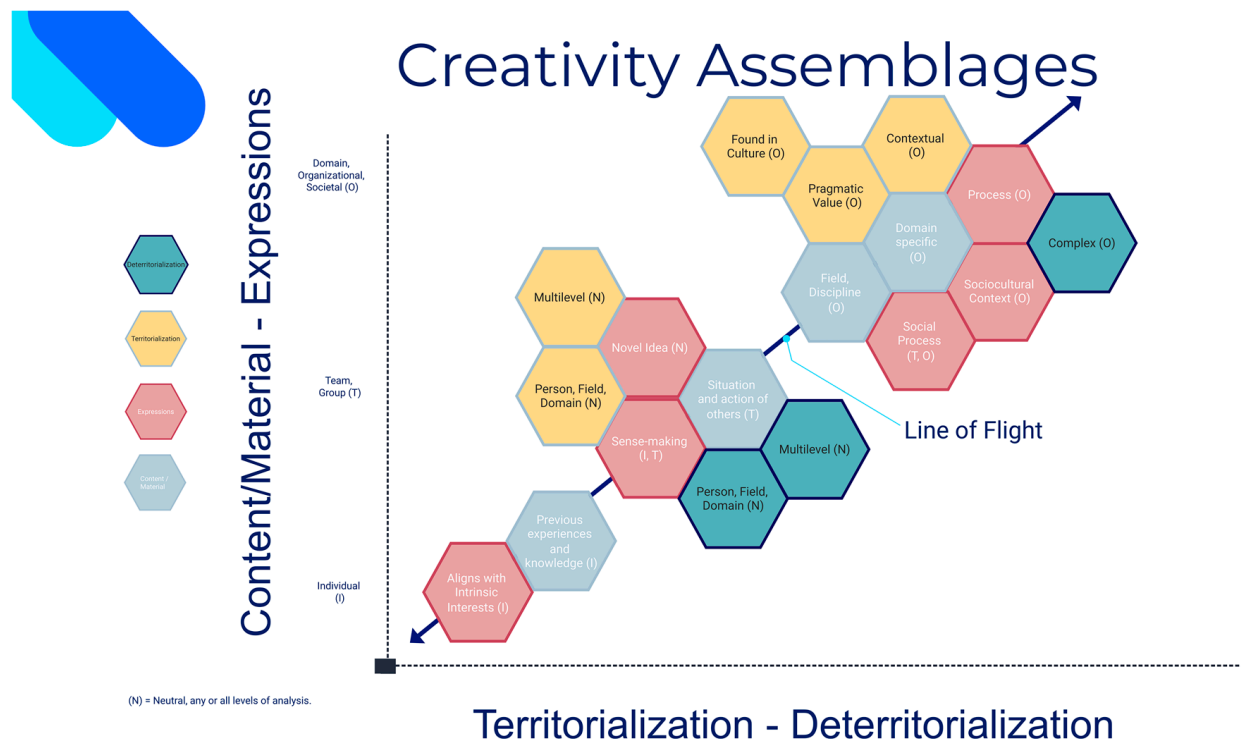 Creativity Assemblages
Content/Material - Expressions
Domain,
Organizational,
Societal (O)
Team,
Group (T)
Individual
(I)
Deterritorialization
Territorialization
Expressions
Content /
Material
Found in
Culture (O)
Contextual
(O)
Pragmatic
Value (O)
Process (O)
Domain
specific
(O)
Complex (O)
Field,
Discipline
(O)
Sociocultural
Context (O)
Social
Process
(T, O)
Multilevel (N)
Novel Idea (N)
Person, Field,
Domain (N)
Situation
and action of
others (T)
Sense-making
(I, T)
Multilevel (N)
Person, Field,
Domain (N)
Previous
experiences
and
knowledge (I)
Aligns with
Intrinsic
Interests (I)
Line of Flight
(N) = Neutral, any or all levels of analysis.
Territorialization - Deterritorialization